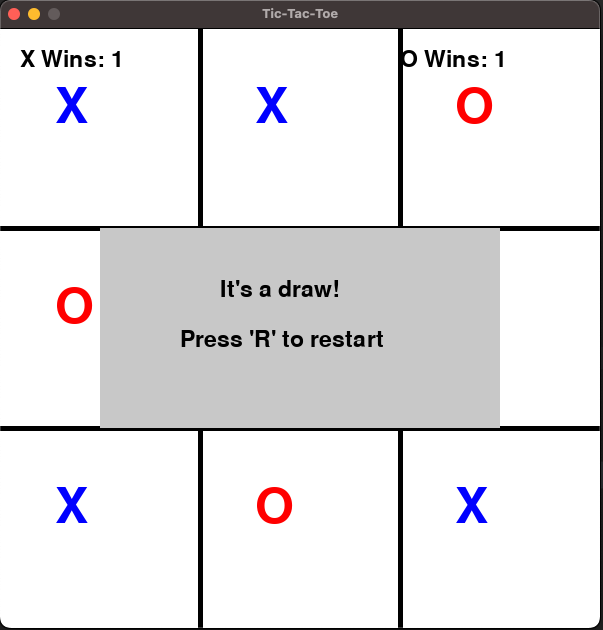 Tic-Tac-Toe
X Wins: 1 O Wins: 1
X X O
O
It's a draw!
Press 'R' to restart
X O X